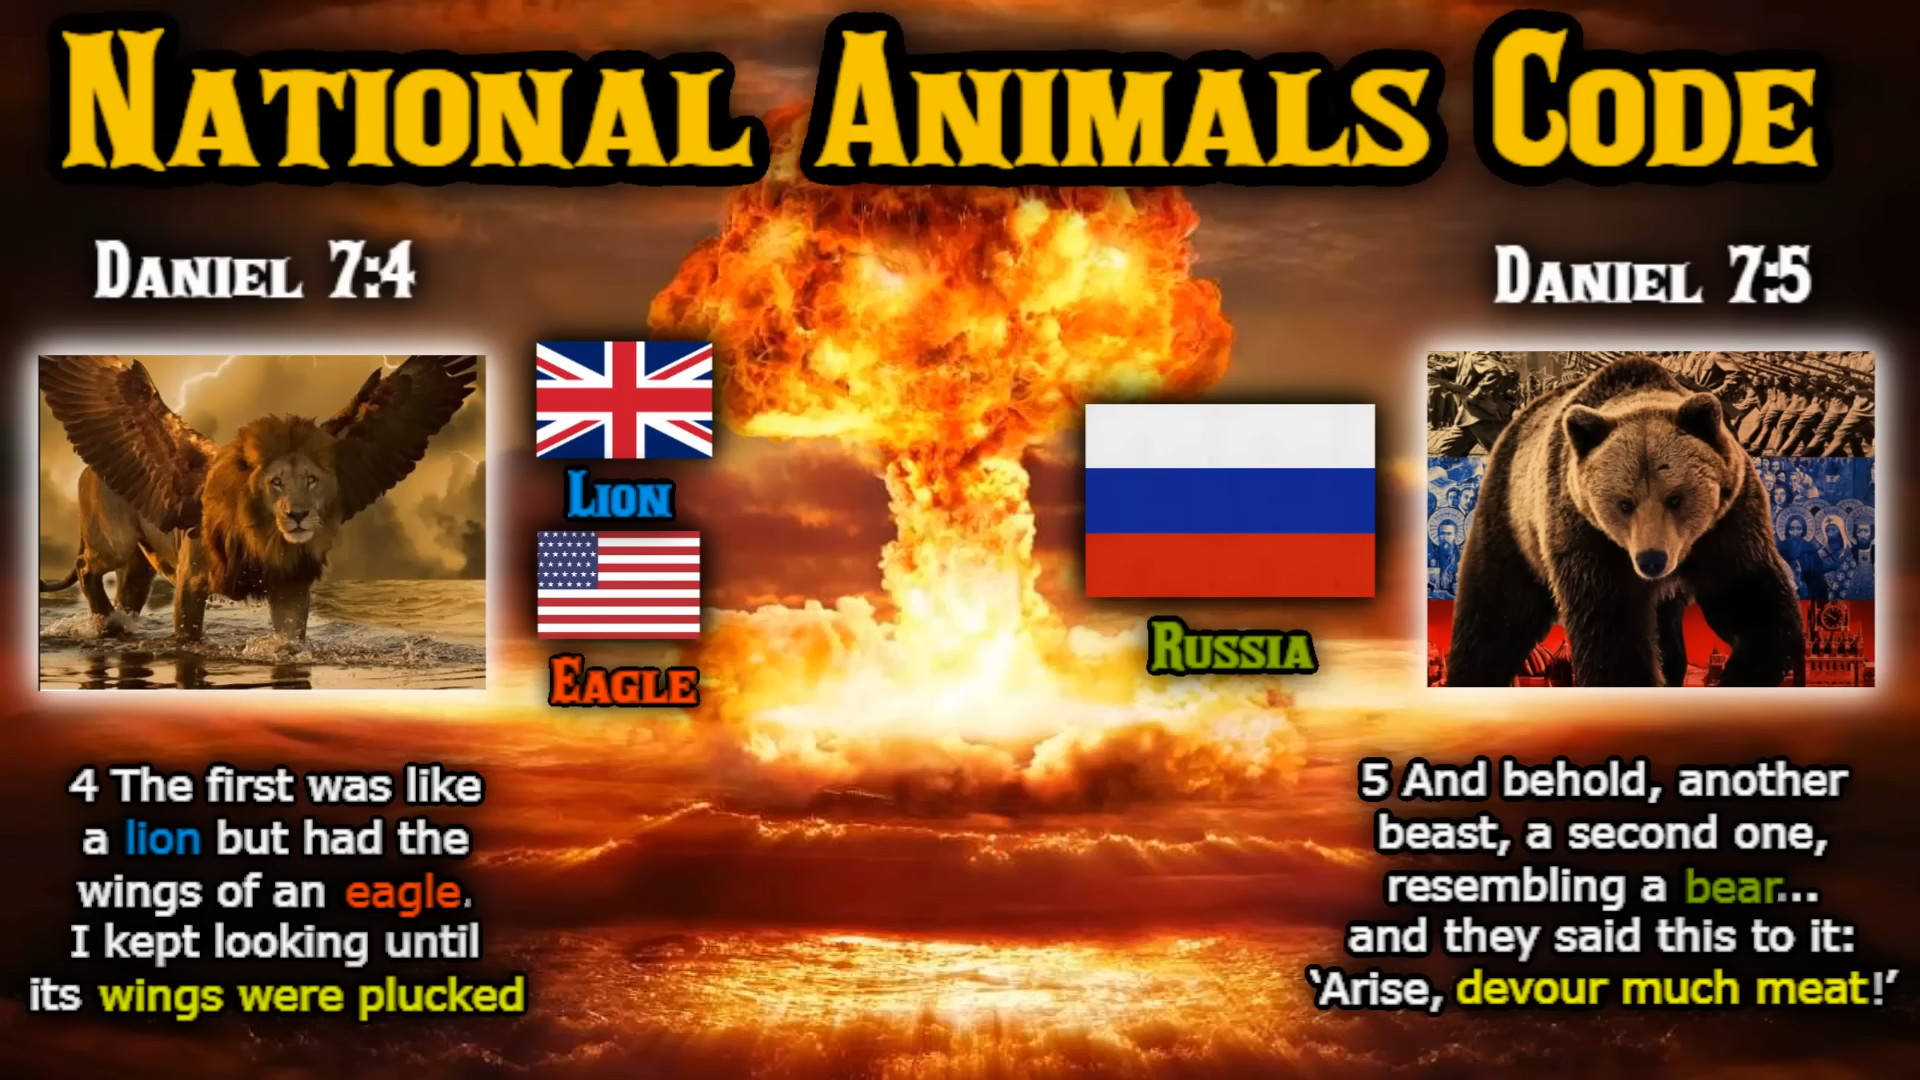 National Animals Code
Daniel 7:4
Daniel 7:5
Lion
Eagle
Russia
4 The first was like
a lion but had the
wings of an eagle.
I kept looking until
its wings were plucked
5 And behold, another
beast, a second one,
resembling a bear...
and they said this to it:
‘Arise, devour much meat!’